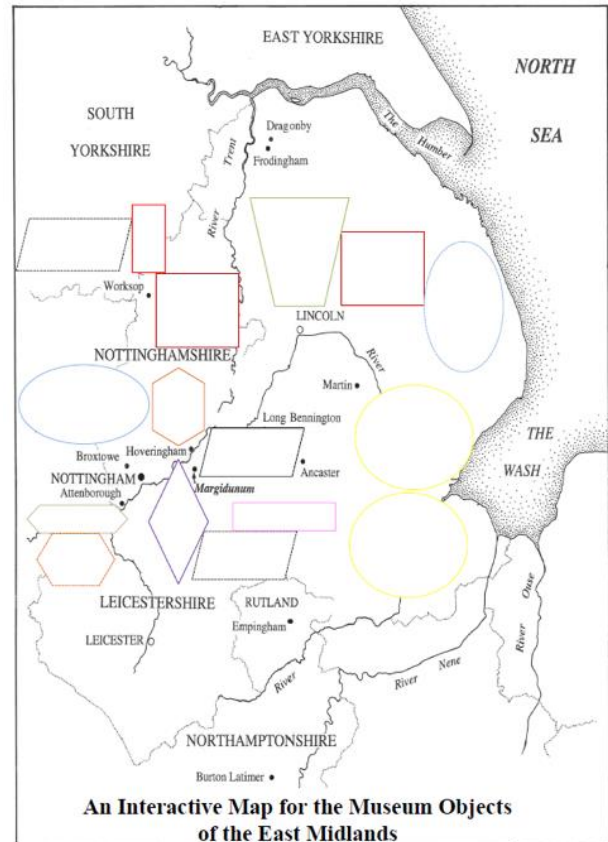 EAST YORKSHIRE
NORTH
SEA
SOUTH
YORKSHIRE
The Humber
Dragonby
Frodingham
River Trent
Worksop
LINCOLN
NOTTINGHAMSHIRE
River
Martin
Long Bennington
THE
WASH
Hoveringham
Broxtowe
Ancaster
NOTTINGHAM
Margidunum
Attenborough
LEICESTERSHIRE
RUTLAND
Empingham
LEICESTER
River Ouse
River
River Nene
NORTHAMPTONSHIRE
Burton Latimer
An Interactive Map for the Museum Objects
of the East Midlands